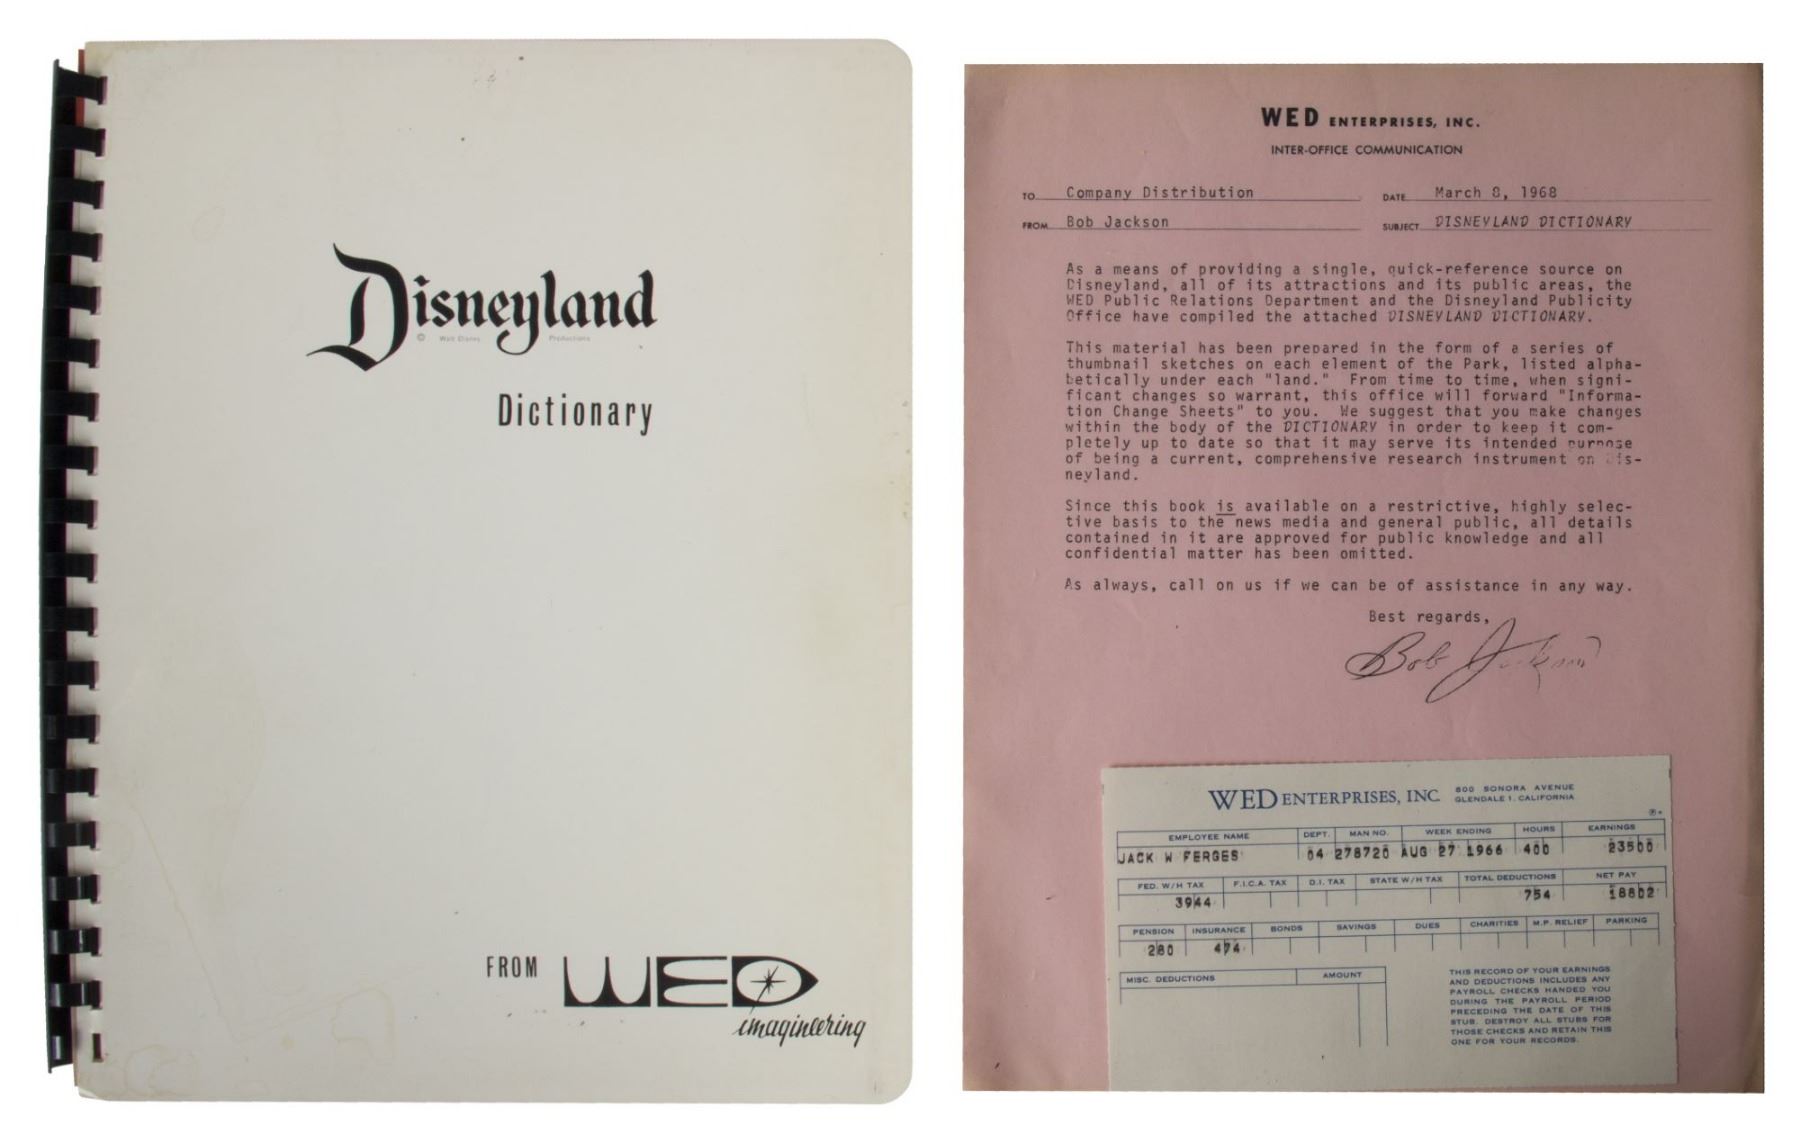 Disneyland
© Walt Disney Productions
Dictionary
FROM WED
imagineering
WED ENTERPRISES, INC.
INTER-OFFICE COMMUNICATION
TO Company Distribution DATE March 8, 1968
FROM Bob Jackson SUBJECT DISNEYLAND DICTIONARY
As a means of providing a single, quick-reference source on
Disneyland, all of its attractions and its public areas, the
WED Public Relations Department and the Disneyland Publicity
Office have compiled the attached DISNEYLAND DICTIONARY.
This material has been prepared in the form of a series of
thumbnail sketches on each element of the Park, listed alpha-
betically under each "land." From time to time, when signi-
ficant changes so warrant, this office will forward "Informa-
tion Change Sheets" to you. We suggest that you make changes
within the body of the DICTIONARY in order to keep it com-
pletely up to date so that it may serve its intended purpose
of being a current, comprehensive research instrument on Dis-
neyland.
Since this book is available on a restrictive, highly selec-
tive basis to the news media and general public, all details
contained in it are approved for public knowledge and all
confidential matter has been omitted.
As always, call on us if we can be of assistance in any way.
Best regards,
Bob Jackson
WED ENTERPRISES, INC. 800 SONORA AVENUE
GLENDALE 1, CALIFORNIA
EMPLOYEE NAME DEPT. MAN NO. WEEK ENDING HOURS EARNINGS
JACK W FERGES 04 278720 AUG 27 1966 400 23500
FED. W/H TAX F.I.C.A. TAX D.I. TAX STATE W/H TAX TOTAL DEDUCTIONS NET PAY
3944 754 18802
PENSION INSURANCE BONDS SAVINGS DUES CHARITIES M.P. RELIEF PARKING
280 474
MISC. DEDUCTIONS AMOUNT
THIS RECORD OF YOUR EARNINGS
AND DEDUCTIONS INCLUDES ANY
PAYROLL CHECKS HANDED YOU
DURING THE PAYROLL PERIOD
PRECEDING THE DATE OF THIS
STUB. DESTROY ALL STUBS FOR
THOSE CHECKS AND RETAIN THIS
ONE FOR YOUR RECORDS.